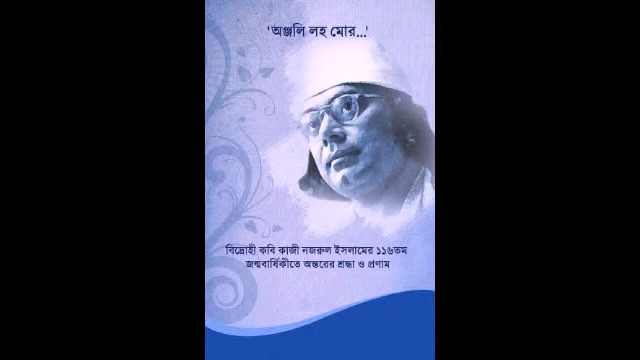 'অঞ্জলি লহ মোর...'
বিদ্রোহী কবি কাজী নজরুল ইসলামের ১১৬তম
জন্মবার্ষিকীতে অন্তরের শ্রদ্ধা ও প্রণাম